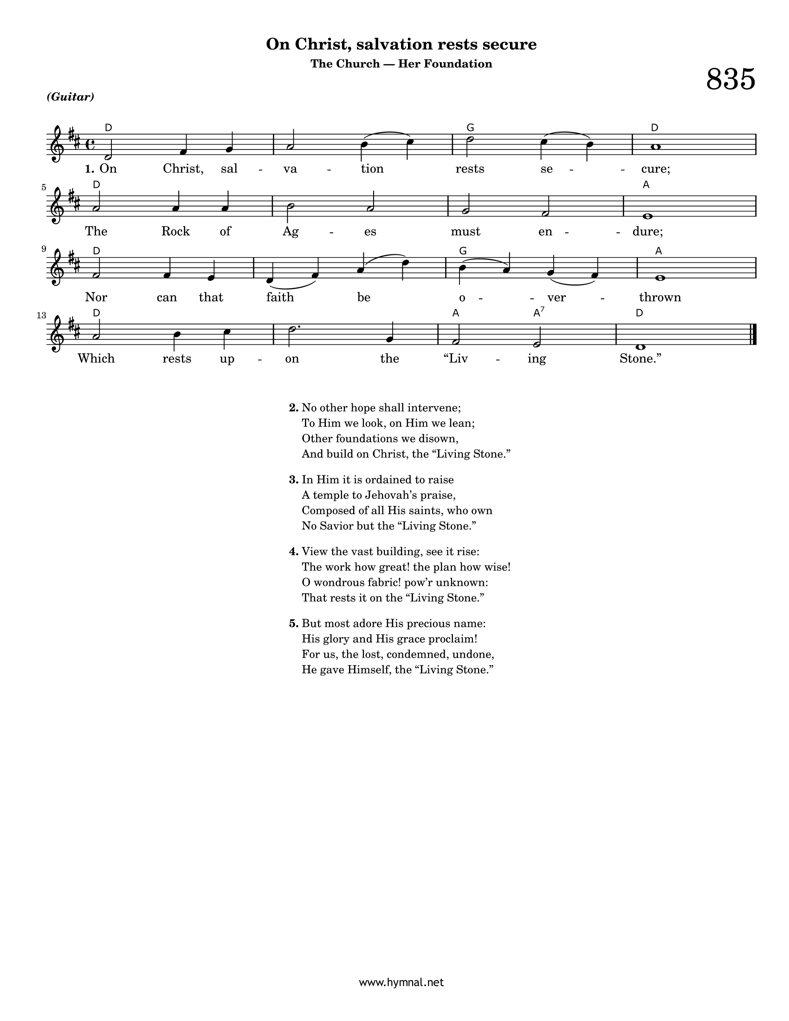 On Christ, salvation rests secure
The Church — Her Foundation
835
(Guitar)
D G D
1. On Christ, sal - va - tion rests se - cure;
5 D A
The Rock of Ag - es must en - dure;
9 D G A
Nor can that faith be o - ver - thrown
13 D A A7 D
Which rests up - on the “Liv - ing Stone.”
2. No other hope shall intervene;
To Him we look, on Him we lean;
Other foundations we disown,
And build on Christ, the “Living Stone.”
3. In Him it is ordained to raise
A temple to Jehovah’s praise,
Composed of all His saints, who own
No Savior but the “Living Stone.”
4. View the vast building, see it rise:
The work how great! the plan how wise!
O wondrous fabric! pow’r unknown:
That rests it on the “Living Stone.”
5. But most adore His precious name:
His glory and His grace proclaim!
For us, the lost, condemned, undone,
He gave Himself, the “Living Stone.”
www.hymnal.net